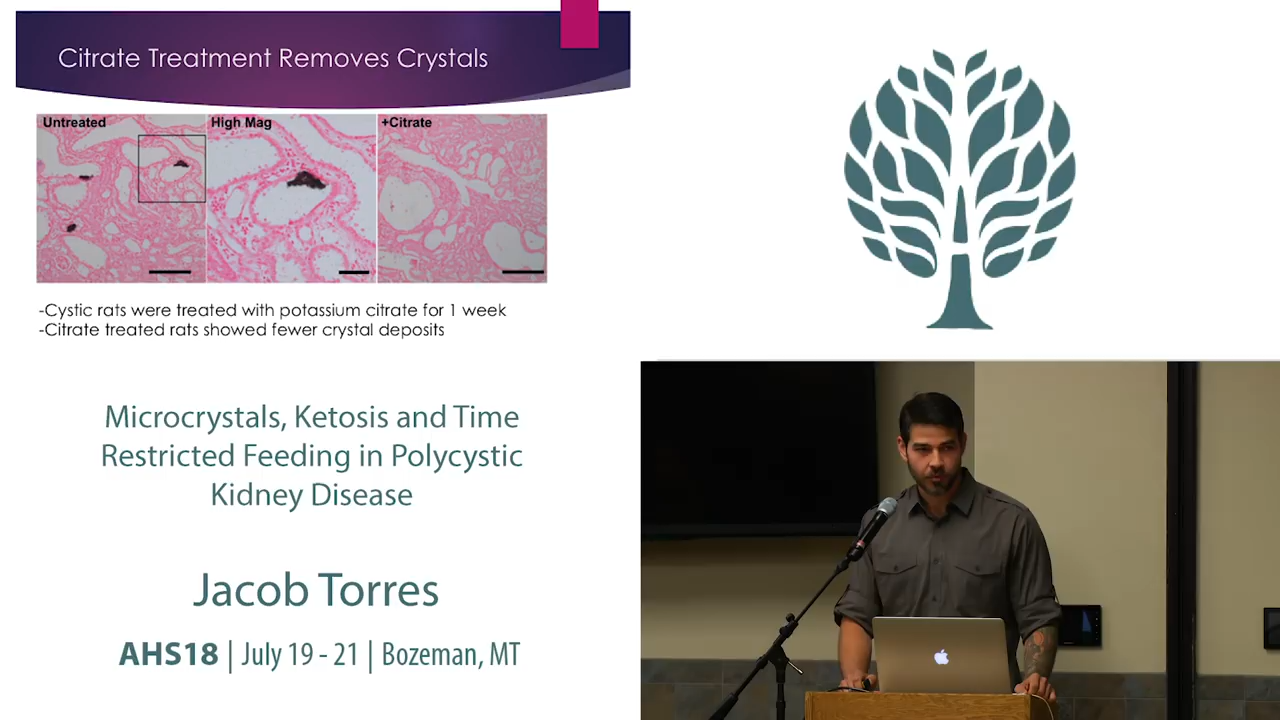 Citrate Treatment Removes Crystals
Untreated
High Mag
+Citrate
-Cystic rats were treated with potassium citrate for 1 week
-Citrate treated rats showed fewer crystal deposits
Microcrystals, Ketosis and Time
Restricted Feeding in Polycystic
Kidney Disease
Jacob Torres
AHS18 | July 19 - 21 | Bozeman, MT